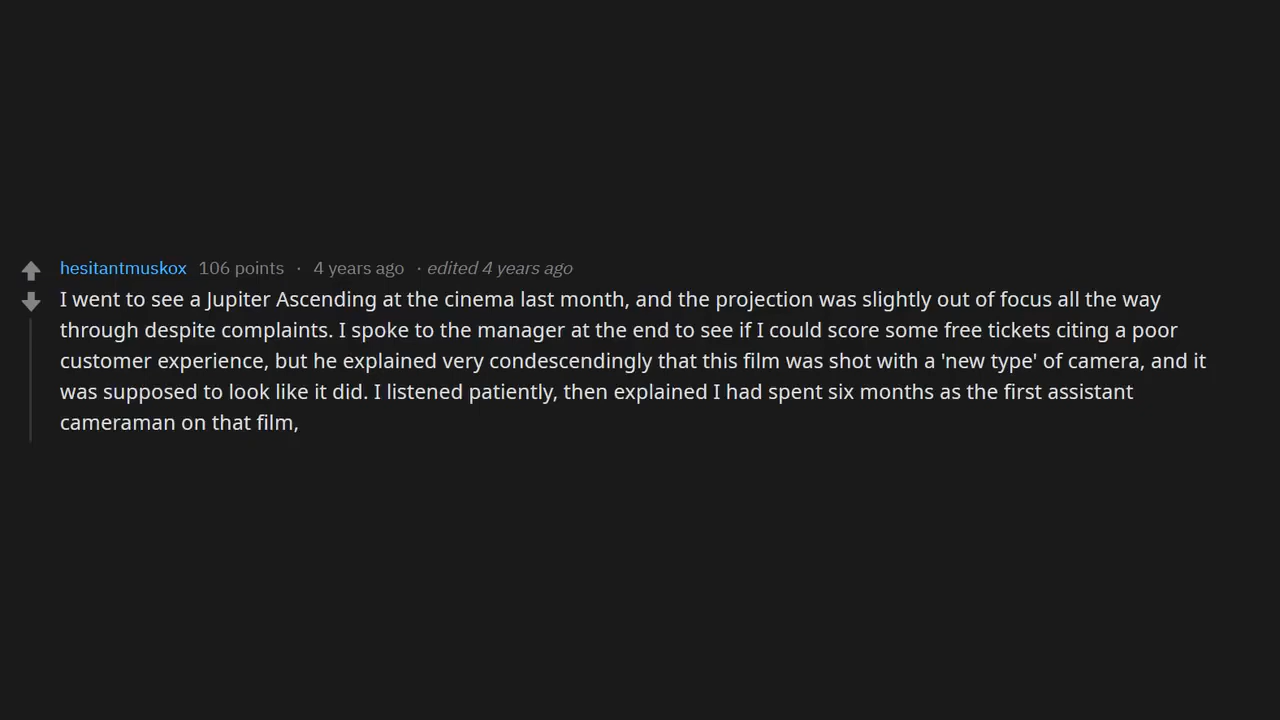 hesitantmuskox 106 points · 4 years ago · edited 4 years ago
I went to see a Jupiter Ascending at the cinema last month, and the projection was slightly out of focus all the way
through despite complaints. I spoke to the manager at the end to see if I could score some free tickets citing a poor
customer experience, but he explained very condescendingly that this film was shot with a 'new type' of camera, and it
was supposed to look like it did. I listened patiently, then explained I had spent six months as the first assistant
cameraman on that film,